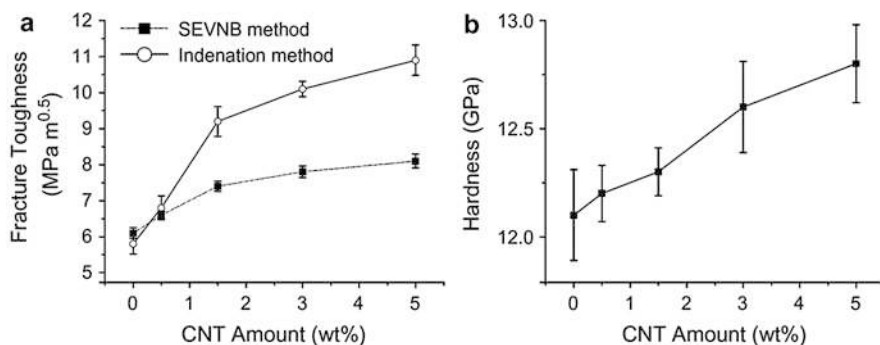 a
SEVNB method
Indenation method
Fracture Toughness
(MPa m^0.5)
12
11
10
9
8
7
6
5
0 1 2 3 4 5
CNT Amount (wt%)
b
Hardness (GPa)
13.0
12.5
12.0
0 1 2 3 4 5
CNT Amount (wt%)